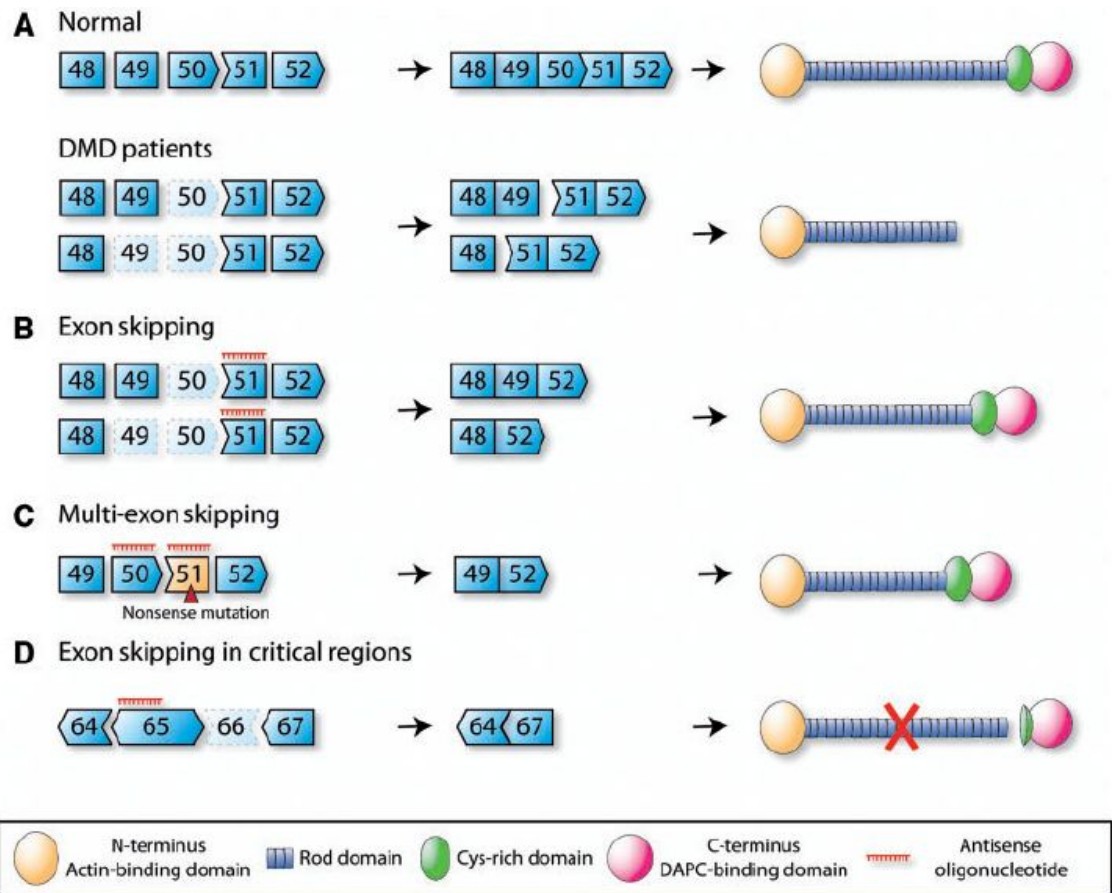 A Normal
48 49 50 51 52
48 49 50 51 52
DMD patients
48 49 50 51 52
48 49 51 52
48 49 50 51 52
48 51 52
B Exon skipping
48 49 50 51 52
48 49 52
48 49 50 51 52
48 52
C Multi-exon skipping
49 50 51 52
49 52
Nonsense mutation
D Exon skipping in critical regions
64 65 66 67
64 67
N-terminus
Actin-binding domain
Rod domain
Cys-rich domain
C-terminus
DAPC-binding domain
Antisense
oligonucleotide